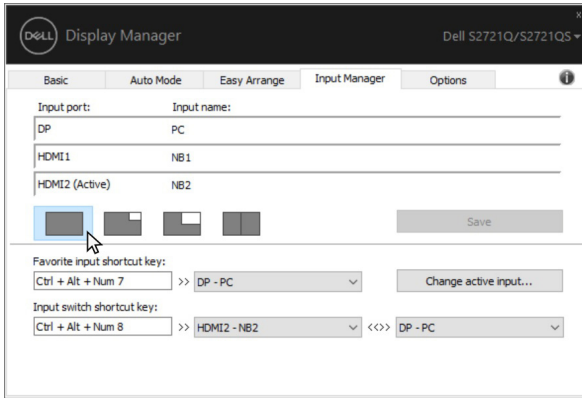 DELL Display Manager
x
Dell S2721Q/S2721QS
Basic Auto Mode Easy Arrange Input Manager Options i
Input port: Input name:
DP PC
HDMI1 NB1
HDMI2 (Active) NB2
Save
Favorite input shortcut key:
Ctrl + Alt + Num 7 >> DP - PC Change active input...
Input switch shortcut key:
Ctrl + Alt + Num 8 >> HDMI2 - NB2 <<>> DP - PC